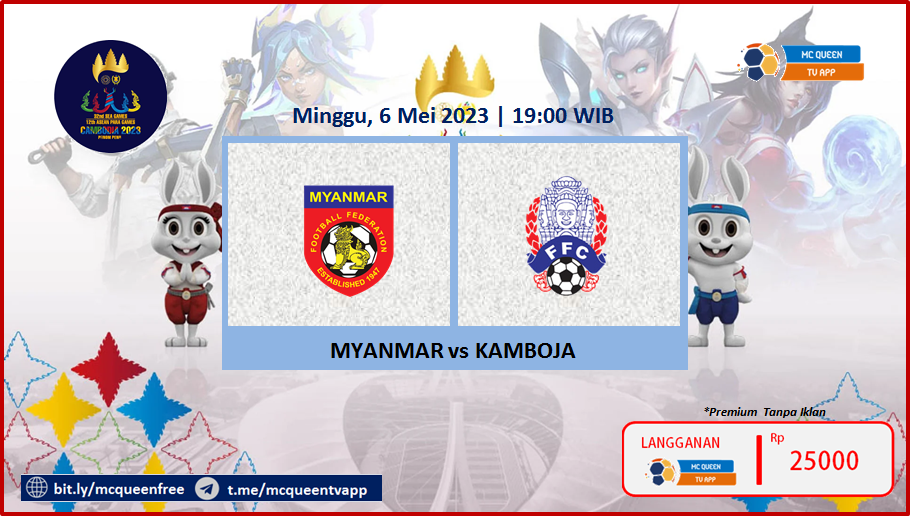 32nd SEA GAMES
12th ASEAN PARA GAMES
CAMBODIA 2023
PHNOM PENH
MC QUEEN
TV APP
Minggu, 6 Mei 2023 | 19:00 WIB
MYANMAR
FOOTBALL FEDERATION
ESTABLISHED 1947
FFC
MYANMAR vs KAMBOJA
*Premium Tanpa Iklan
LANGGANAN
MC QUEEN
TV APP
Rp
25000
bit.ly/mcqueenfree
t.me/mcqueentvapp